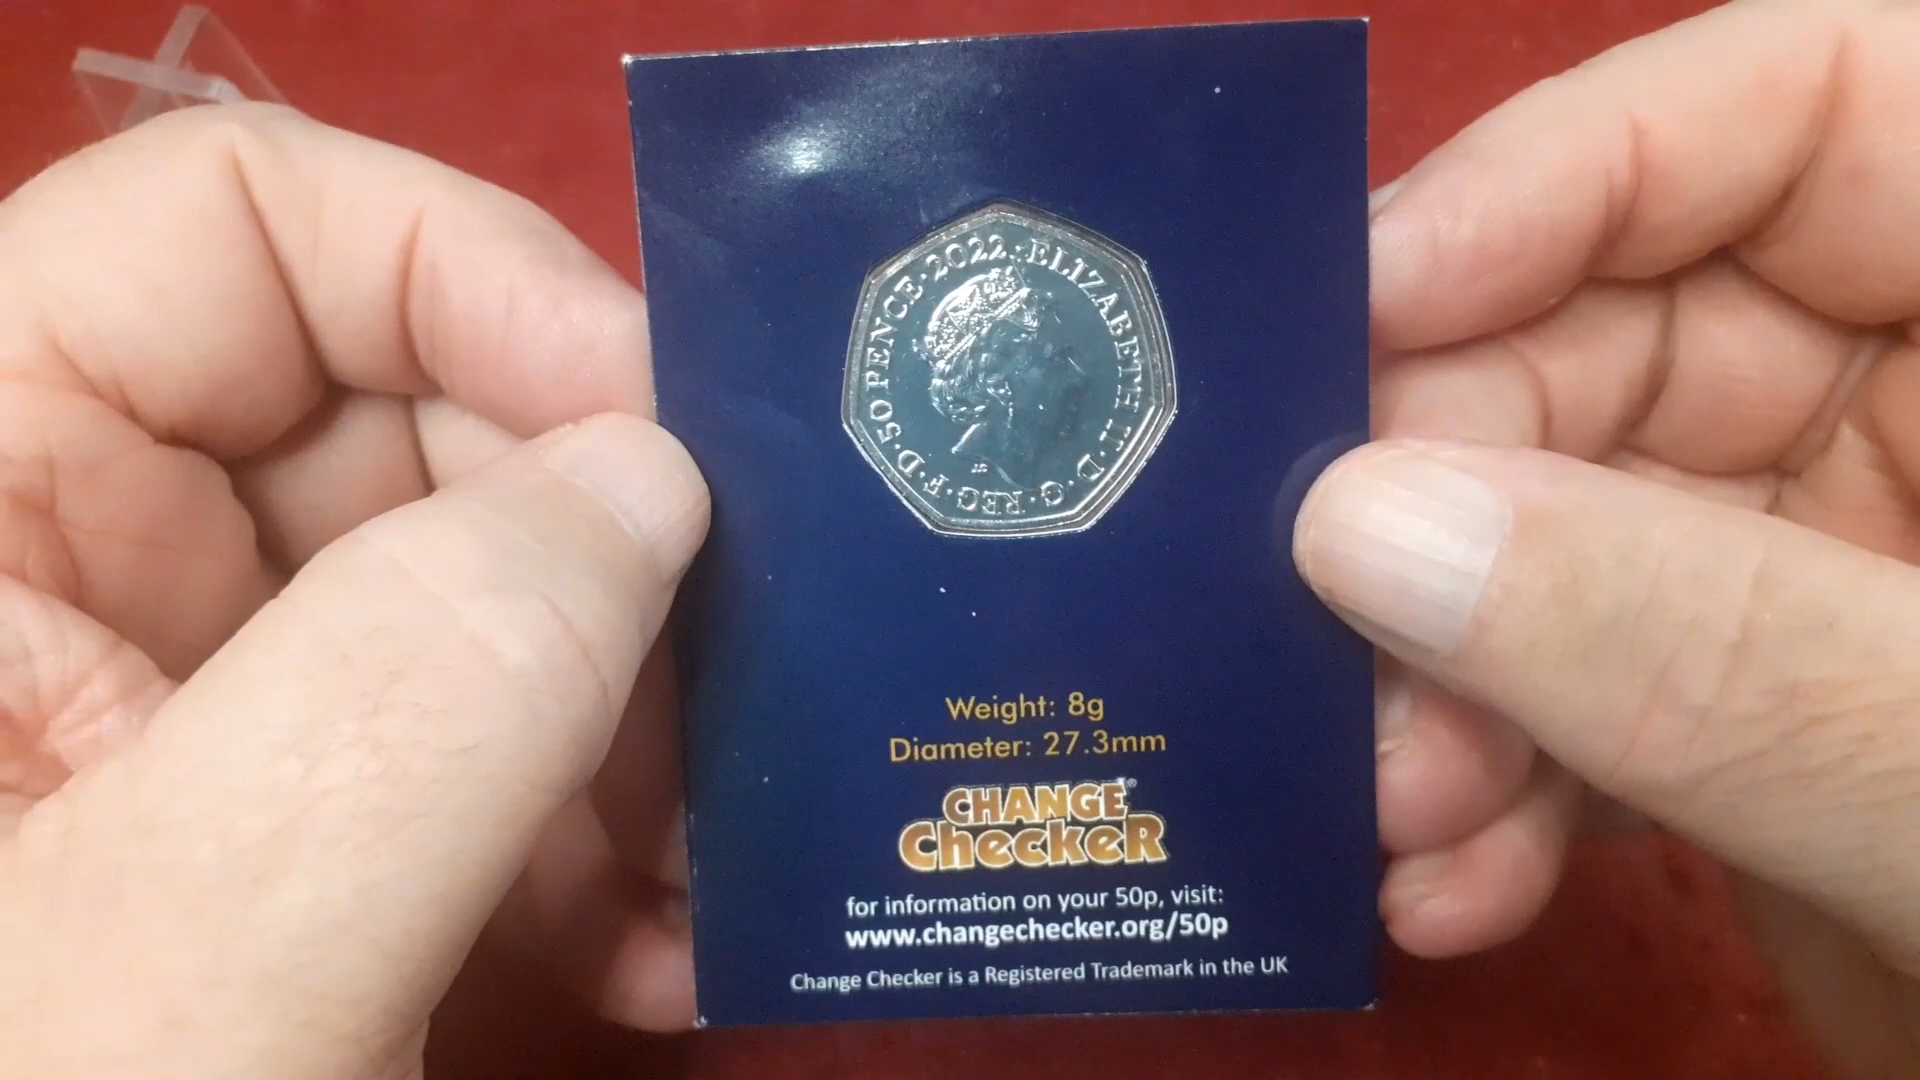 ELIZABETH II · D · G · REG · F · D · 50 PENCE · 2022 ·
Weight: 8g
Diameter: 27.3mm
CHANGE
CHecKeR
for information on your 50p, visit:
www.changechecker.org/50p
Change Checker is a Registered Trademark in the UK